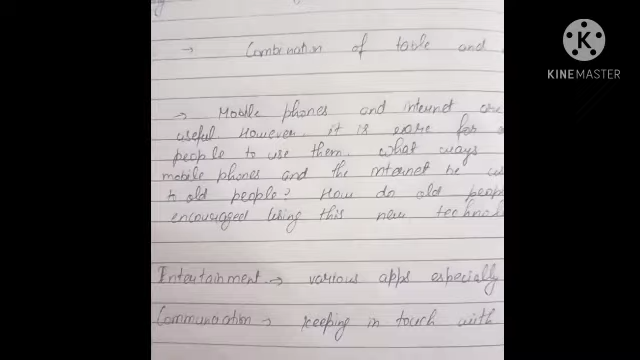 → Combination of table and
KINEMASTER
→ Mobile phones and internet are
useful However, it is rare for
people to use them. What ways
mobile phones and the internet be
to old people? How do old people
encouraged using this new technol
Entertainment → various apps especially
Communication → Keeping in touch with